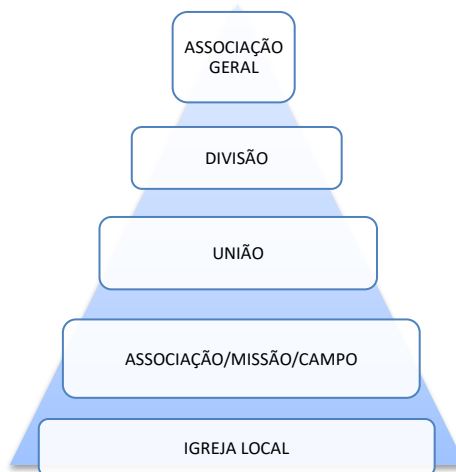 ASSOCIAÇÃO
GERAL
DIVISÃO
UNIÃO
ASSOCIAÇÃO/MISSÃO/CAMPO
IGREJA LOCAL